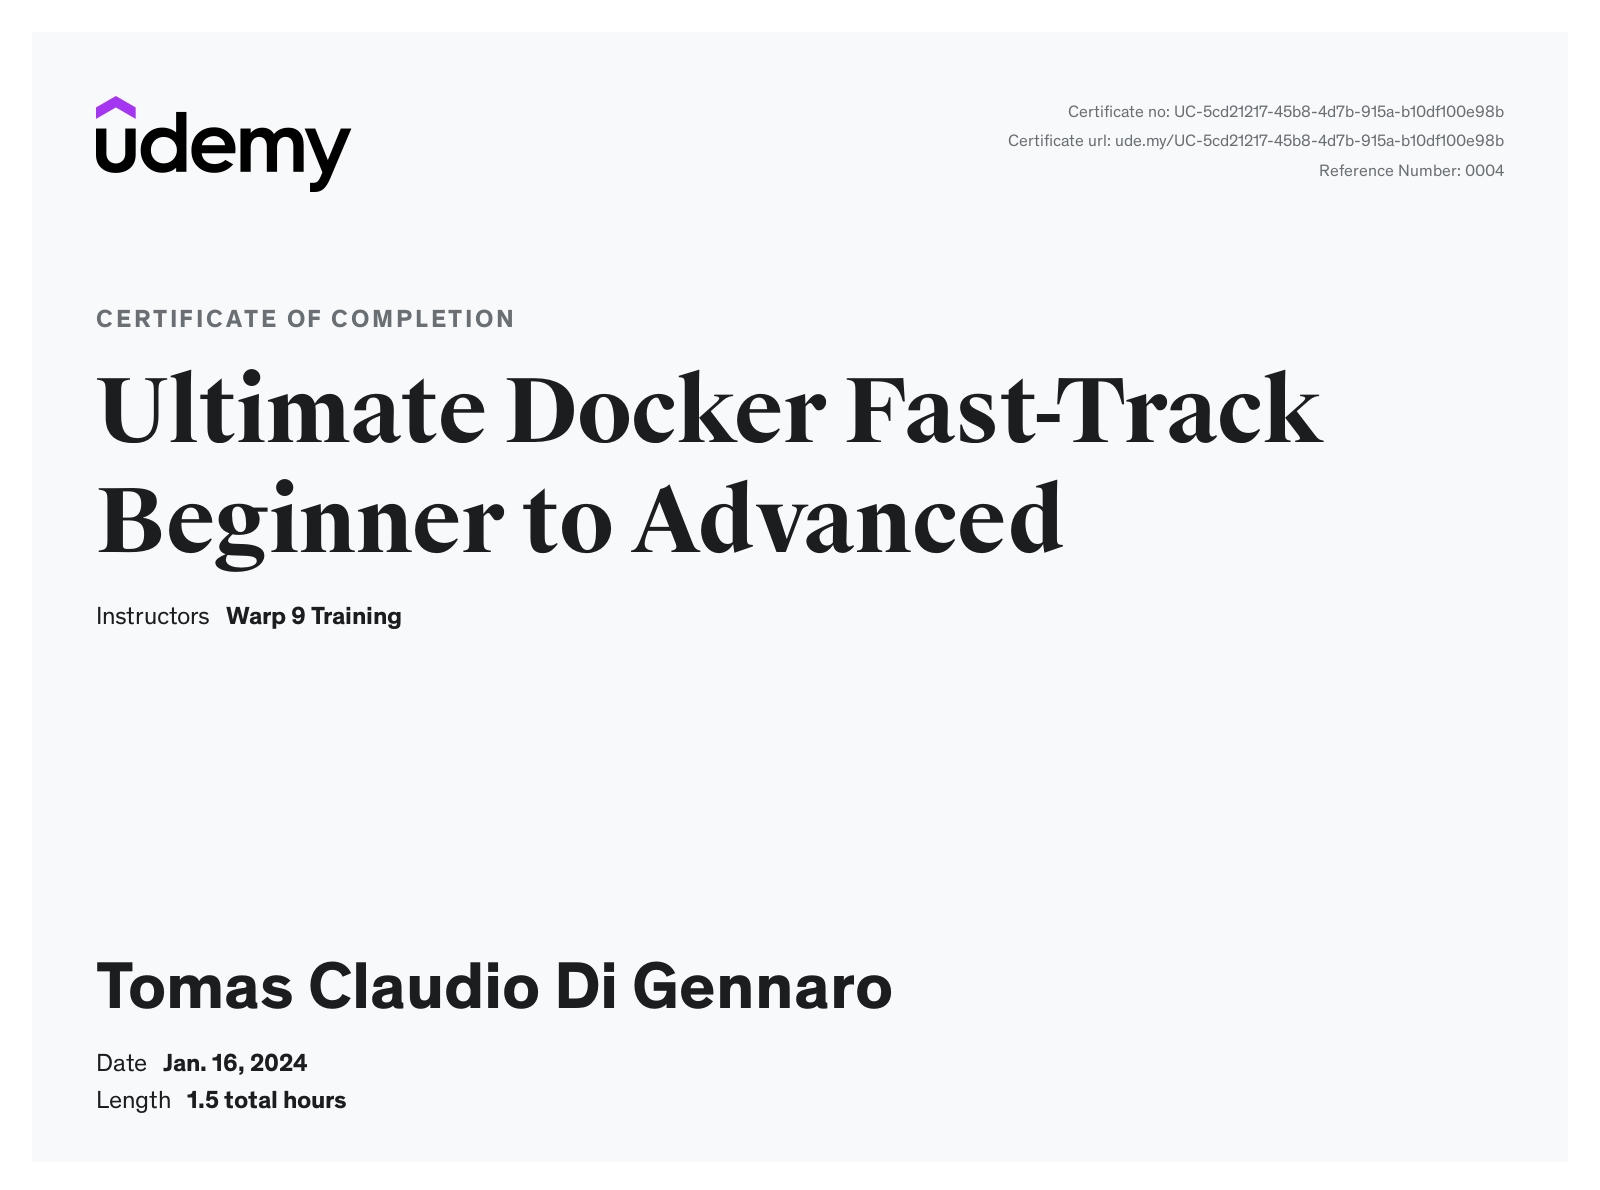 udemy
Certificate no: UC-5cd21217-45b8-4d7b-915a-b10df100e98b
Certificate url: ude.my/UC-5cd21217-45b8-4d7b-915a-b10df100e98b
Reference Number: 0004
CERTIFICATE OF COMPLETION
Ultimate Docker Fast-Track
Beginner to Advanced
Instructors Warp 9 Training
Tomas Claudio Di Gennaro
Date Jan. 16, 2024
Length 1.5 total hours